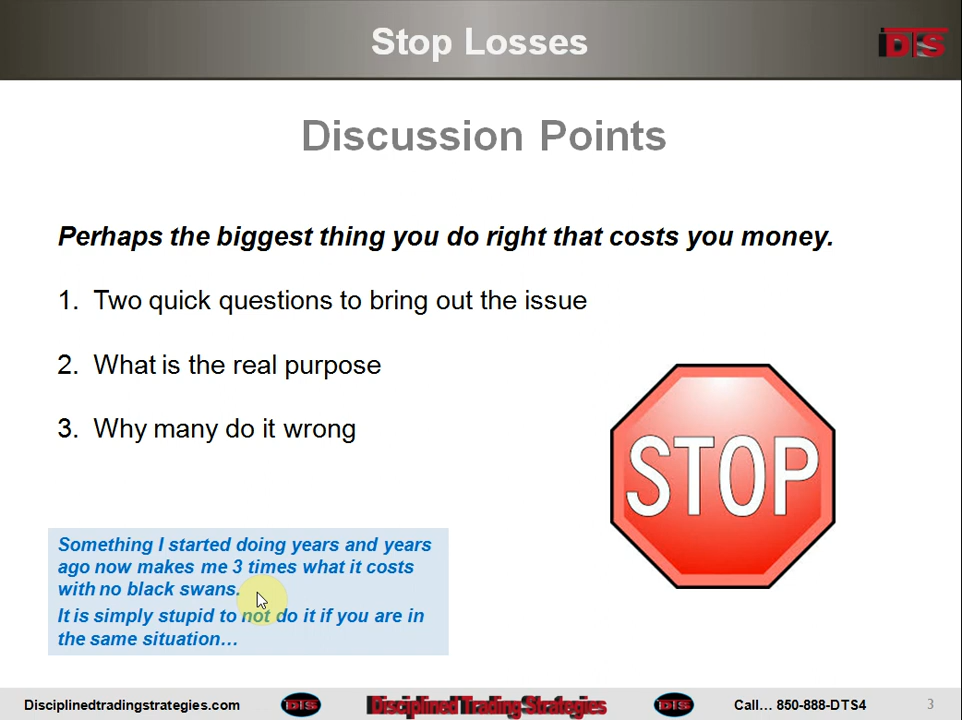 Stop Losses
DTS
Discussion Points
Perhaps the biggest thing you do right that costs you money.
1. Two quick questions to bring out the issue
2. What is the real purpose
3. Why many do it wrong
STOP
Something I started doing years and years
ago now makes me 3 times what it costs
with no black swans.
It is simply stupid to not do it if you are in
the same situation…
Disciplinedtradingstrategies.com
DTS
Disciplined Trading Strategies
DTS
Call… 850-888-DTS4
3